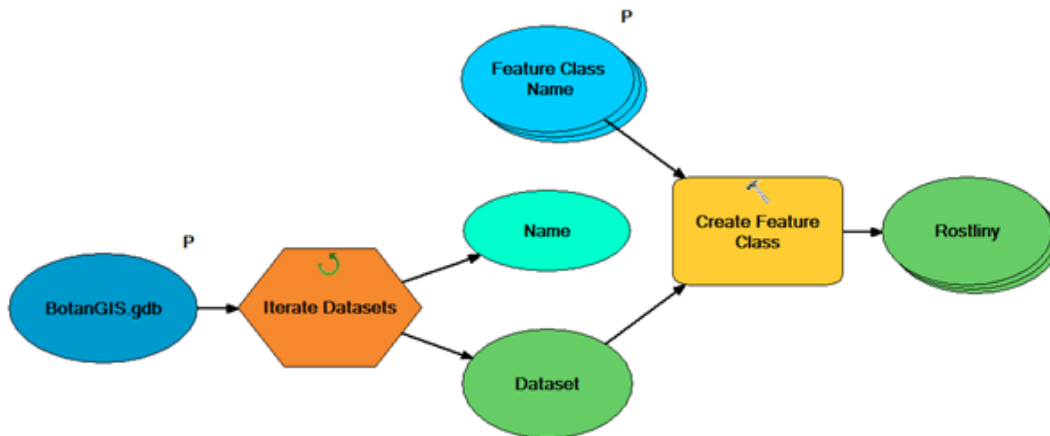 P
Feature Class
Name
P
Name
Create Feature
Class
Rostliny
BotanGIS.gdb
Iterate Datasets
Dataset